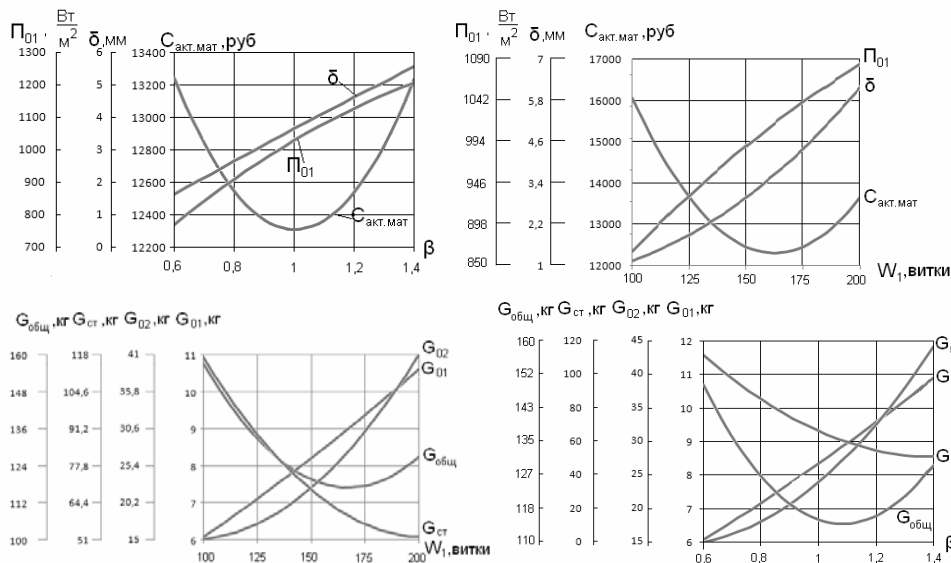 П01, Вт/м² δ,мм Cакт.мат,руб
1300 6 13400
1200 5 13200
1100 4 13000
1000 3 12800
900 2 12600
800 1 12400
700 0 12200
δ
П01
Cакт.мат
0,6 0,8 1 1,2 1,4
β
П01, Вт/м² δ,мм Cакт.мат,руб
1090 7 17000
1042 5,8 16000
994 4,6 15000
946 3,4 14000
898 2,2 13000
850 1 12000
П01
δ
Cакт.мат
100 125 150 175 200
W1,витки
Gобщ,кг Gст,кг G02,кг G01,кг
160 118 41 11
148 104,6 35,8 10
136 91,2 30,6 9
124 77,8 25,4 8
112 64,4 20,2 7
100 51 15 6
G02
G01
Gобщ
Gст
100 125 150 175 200
W1,витки
Gобщ,кг Gст,кг G02,кг G01,кг
160 120 45 12
152 100 40 11
143 80 35 10
135 60 30 9
127 40 25 8
118 20 20 7
110 0 15 6
G
G
G
Gобщ
0,6 0,8 1 1,2 1,4
β